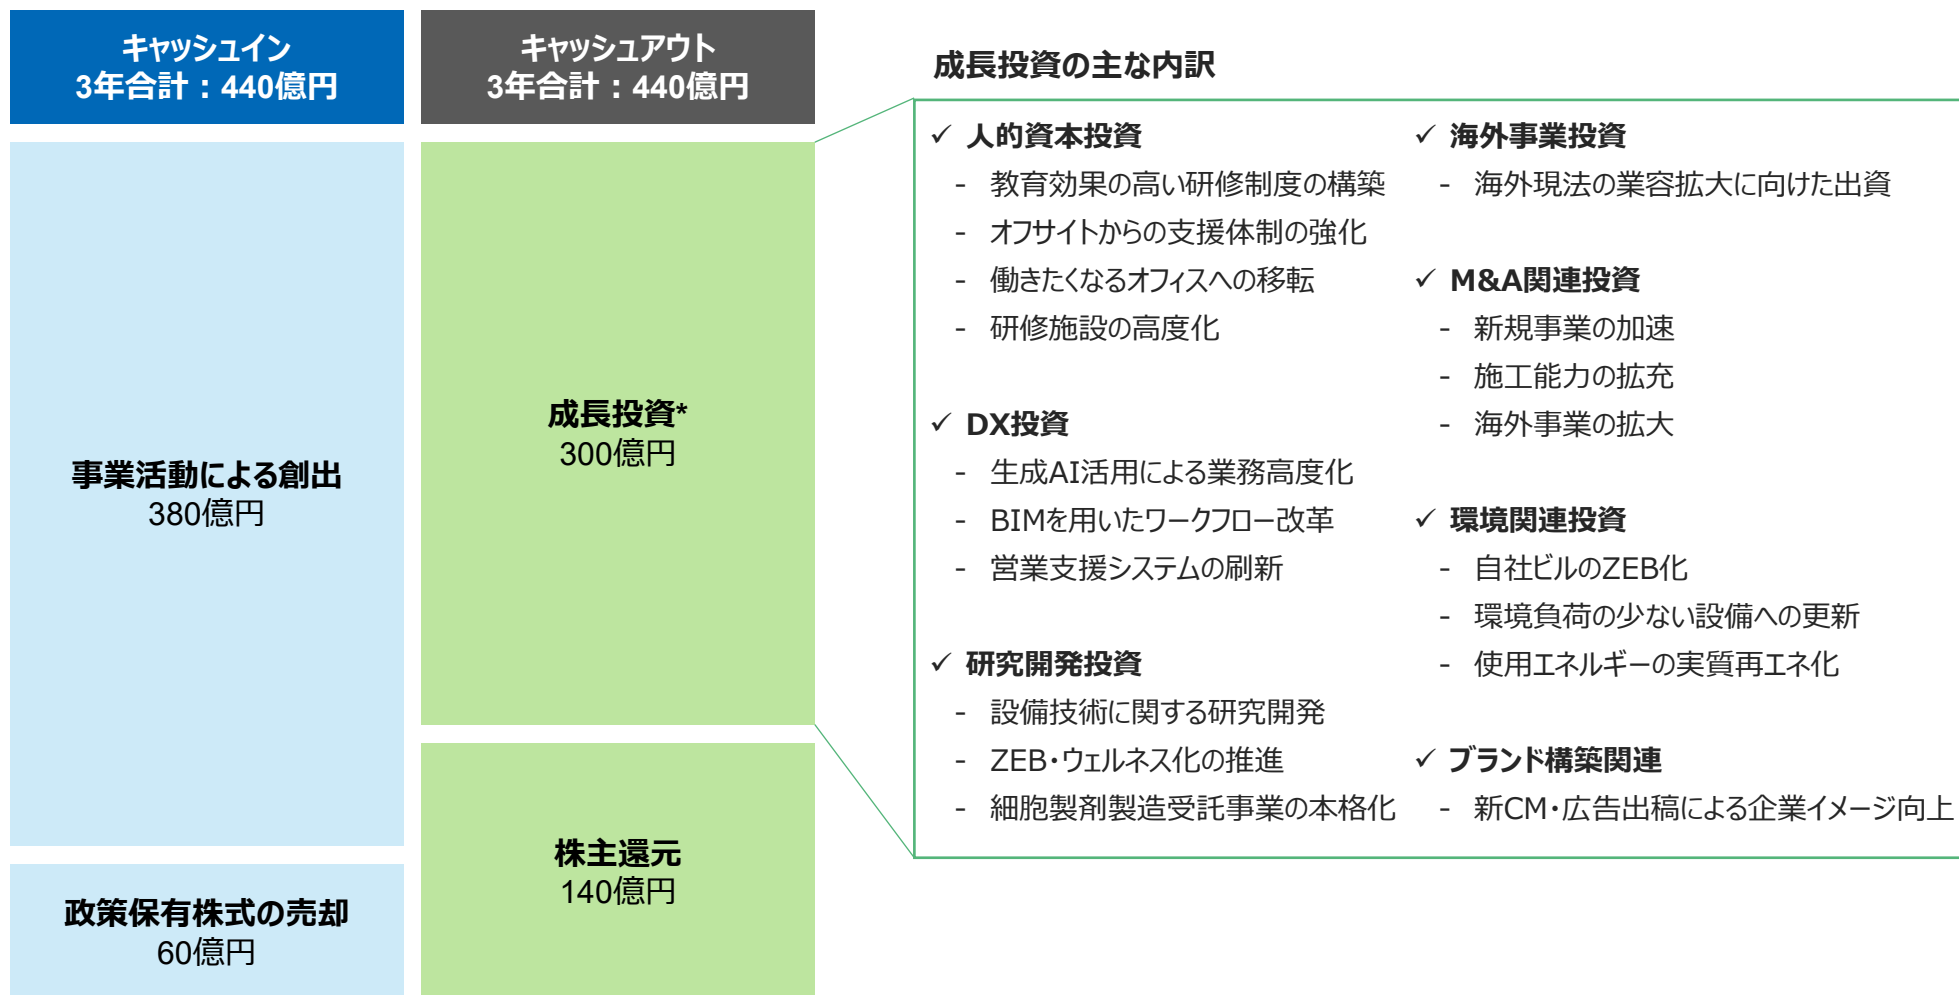 キャッシュイン
3年合計：440億円
事業活動による創出
380億円
政策保有株式の売却
60億円
キャッシュアウト
3年合計：440億円
成長投資*
300億円
株主還元
140億円
成長投資の主な内訳
✓ 人的資本投資
- 教育効果の高い研修制度の構築
- オフサイトからの支援体制の強化
- 働きたくなるオフィスへの移転
- 研修施設の高度化
✓ DX投資
- 生成AI活用による業務高度化
- BIMを用いたワークフロー改革
- 営業支援システムの刷新
✓ 研究開発投資
- 設備技術に関する研究開発
- ZEB・ウェルネス化の推進
- 細胞製剤製造受託事業の本格化
✓ 海外事業投資
- 海外現法の業容拡大に向けた出資
✓ M&A関連投資
- 新規事業の加速
- 施工能力の拡充
- 海外事業の拡大
✓ 環境関連投資
- 自社ビルのZEB化
- 環境負荷の少ない設備への更新
- 使用エネルギーの実質再エネ化
✓ ブランド構築関連
- 新CM・広告出稿による企業イメージ向上